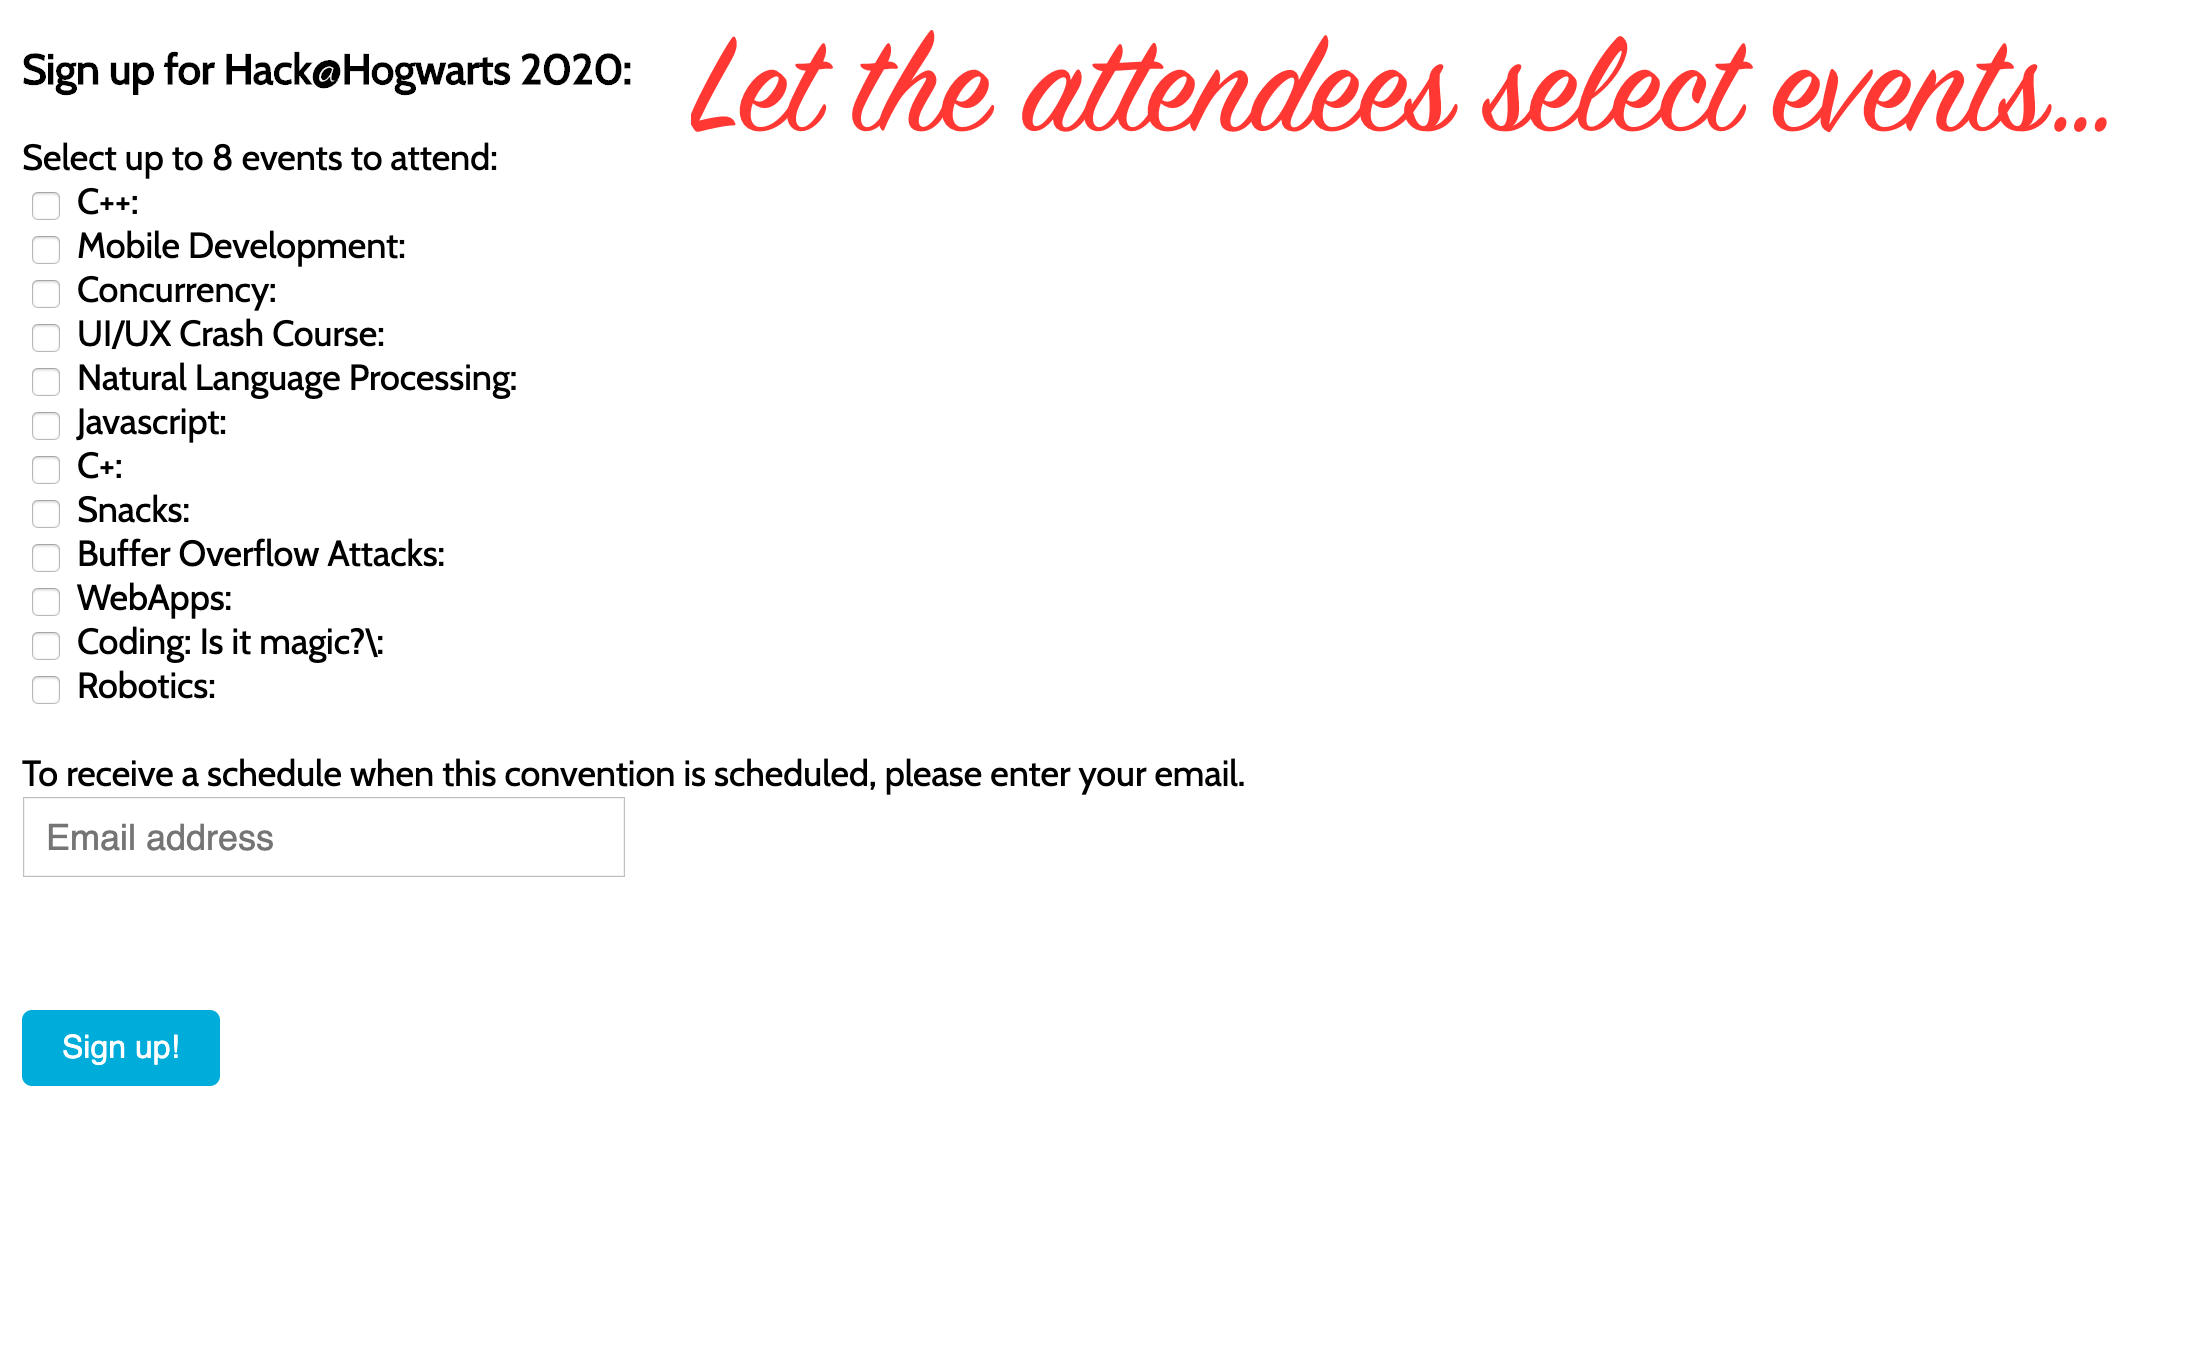 Sign up for Hack@Hogwarts 2020:
Let the attendees select events...
Select up to 8 events to attend:
C++:
Mobile Development:
Concurrency:
UI/UX Crash Course:
Natural Language Processing:
Javascript:
C+:
Snacks:
Buffer Overflow Attacks:
WebApps:
Coding: Is it magic?\:
Robotics:
To receive a schedule when this convention is scheduled, please enter your email.
Email address
Sign up!